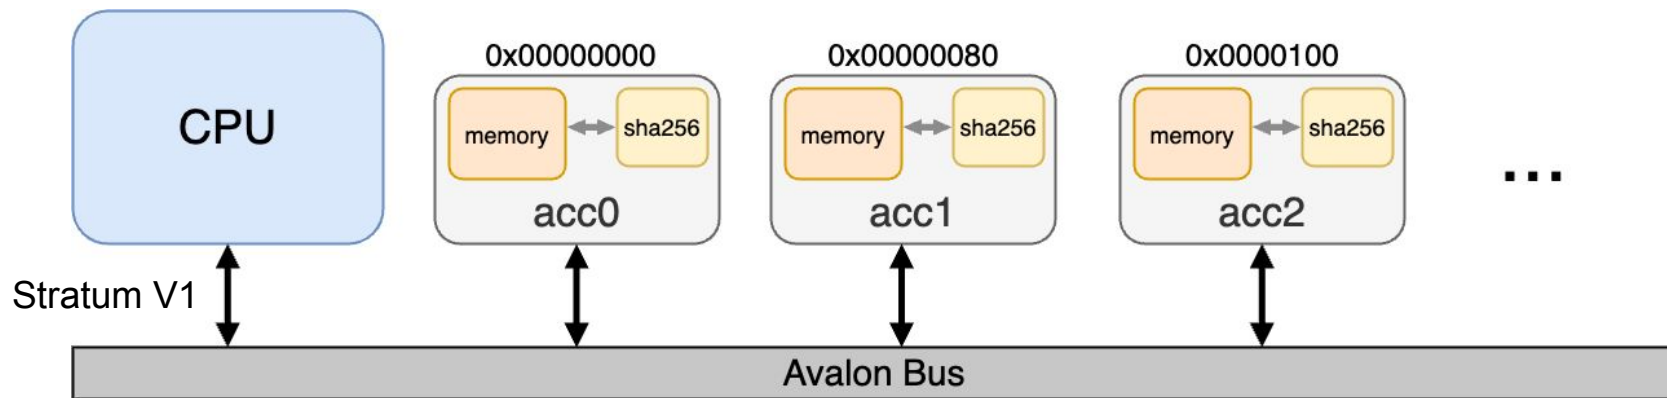 CPU
0x00000000
memory
sha256
acc0
0x00000080
memory
sha256
acc1
0x0000100
memory
sha256
acc2
...
Stratum V1
Avalon Bus